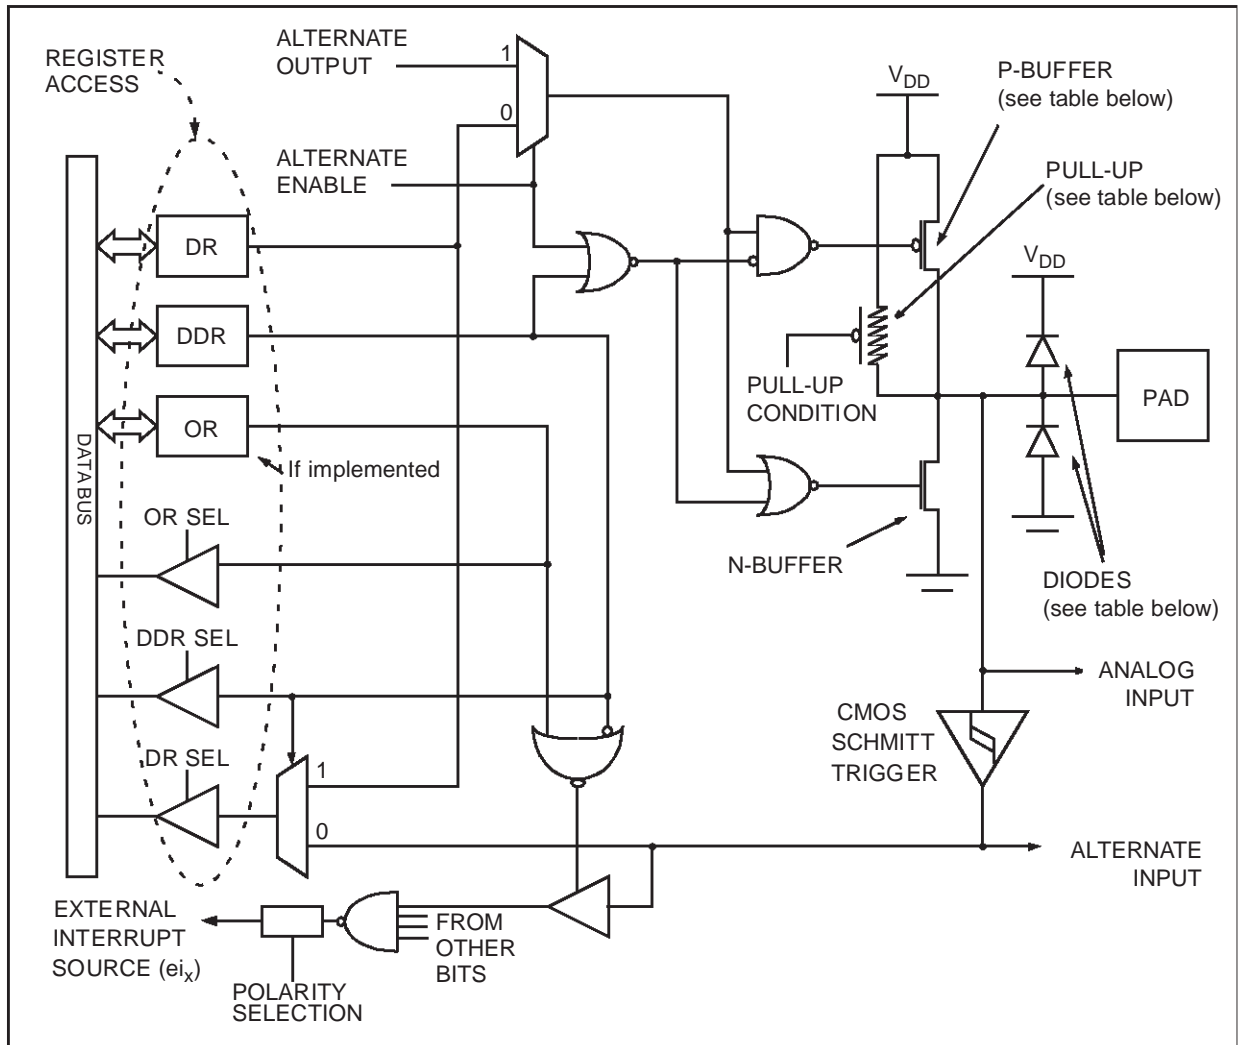 REGISTER
ACCESS
ALTERNATE
OUTPUT
1
0
ALTERNATE
ENABLE
VDD
P-BUFFER
(see table below)
PULL-UP
(see table below)
DR
DDR
OR
DATA BUS
If implemented
VDD
PULL-UP
CONDITION
PAD
N-BUFFER
DIODES
(see table below)
OR SEL
DDR SEL
DR SEL
1
0
CMOS
SCHMITT
TRIGGER
ANALOG
INPUT
ALTERNATE
INPUT
EXTERNAL
INTERRUPT
SOURCE (eix)
POLARITY
SELECTION
FROM
OTHER
BITS